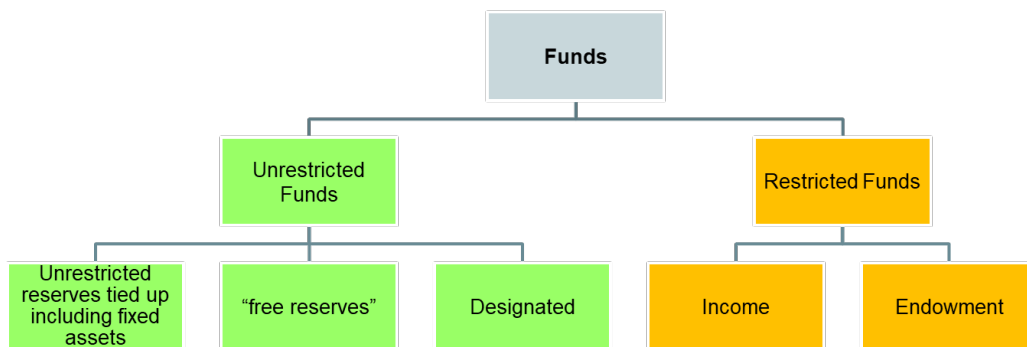 Funds
Unrestricted
Funds
Restricted Funds
Unrestricted
reserves tied up
including fixed
assets
“free reserves”
Designated
Income
Endowment